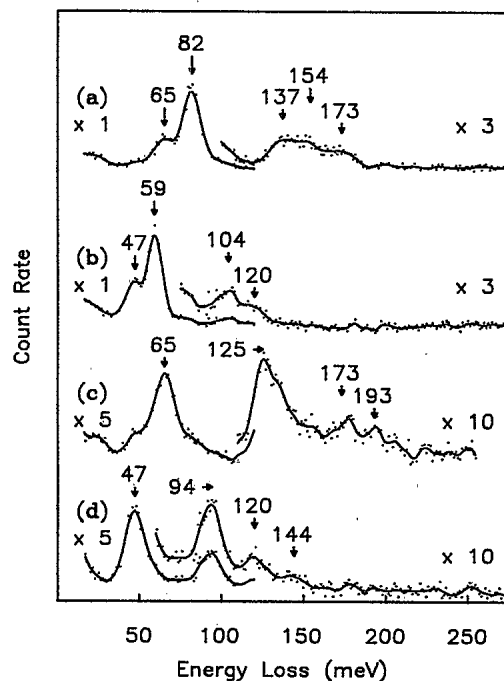 82
(a)
65
154
137
173
x 1
x 3
59
(b)
47
104
120
x 1
x 3
65
125
(c)
173
193
x 5
x 10
47
94
(d)
120
144
x 5
x 10
Count Rate
50 100 150 200 250
Energy Loss (meV)